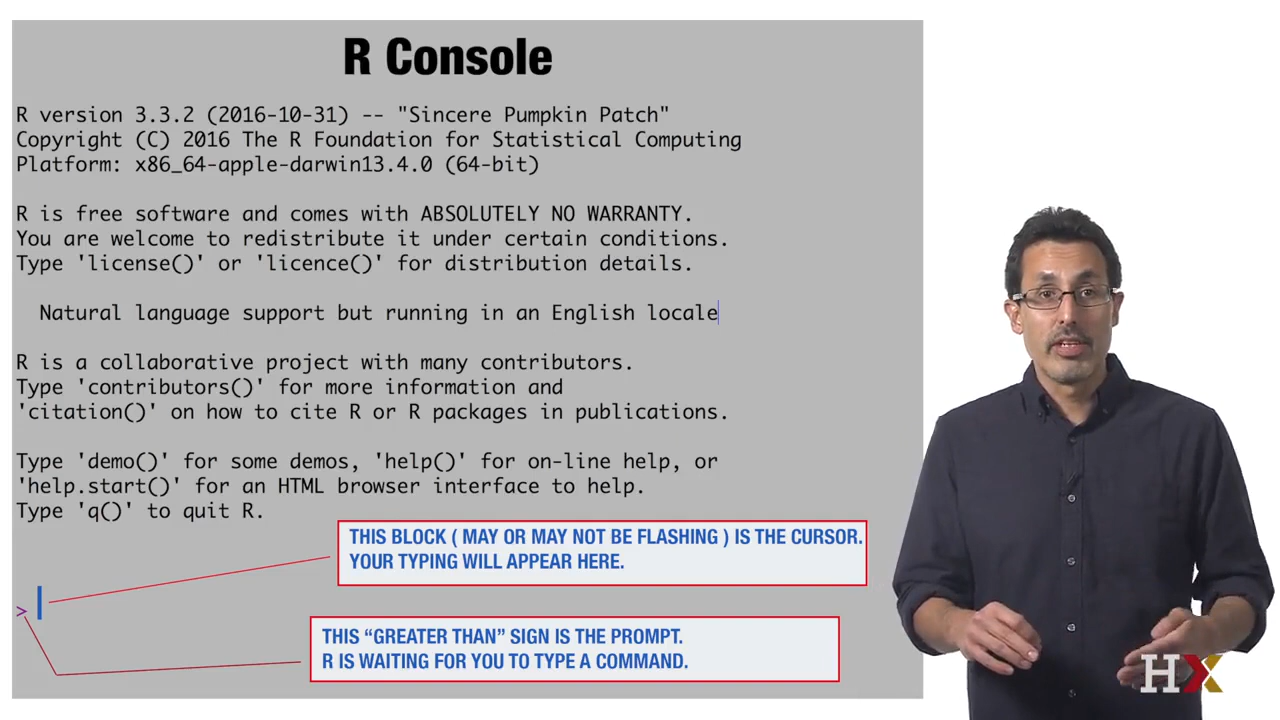 R Console
R version 3.3.2 (2016-10-31) -- "Sincere Pumpkin Patch"
Copyright (C) 2016 The R Foundation for Statistical Computing
Platform: x86_64-apple-darwin13.4.0 (64-bit)
R is free software and comes with ABSOLUTELY NO WARRANTY.
You are welcome to redistribute it under certain conditions.
Type 'license()' or 'licence()' for distribution details.
Natural language support but running in an English locale
R is a collaborative project with many contributors.
Type 'contributors()' for more information and
'citation()' on how to cite R or R packages in publications.
Type 'demo()' for some demos, 'help()' for on-line help, or
'help.start()' for an HTML browser interface to help.
Type 'q()' to quit R.
THIS BLOCK ( MAY OR MAY NOT BE FLASHING ) IS THE CURSOR.
YOUR TYPING WILL APPEAR HERE.
>
THIS “GREATER THAN” SIGN IS THE PROMPT.
R IS WAITING FOR YOU TO TYPE A COMMAND.
HX